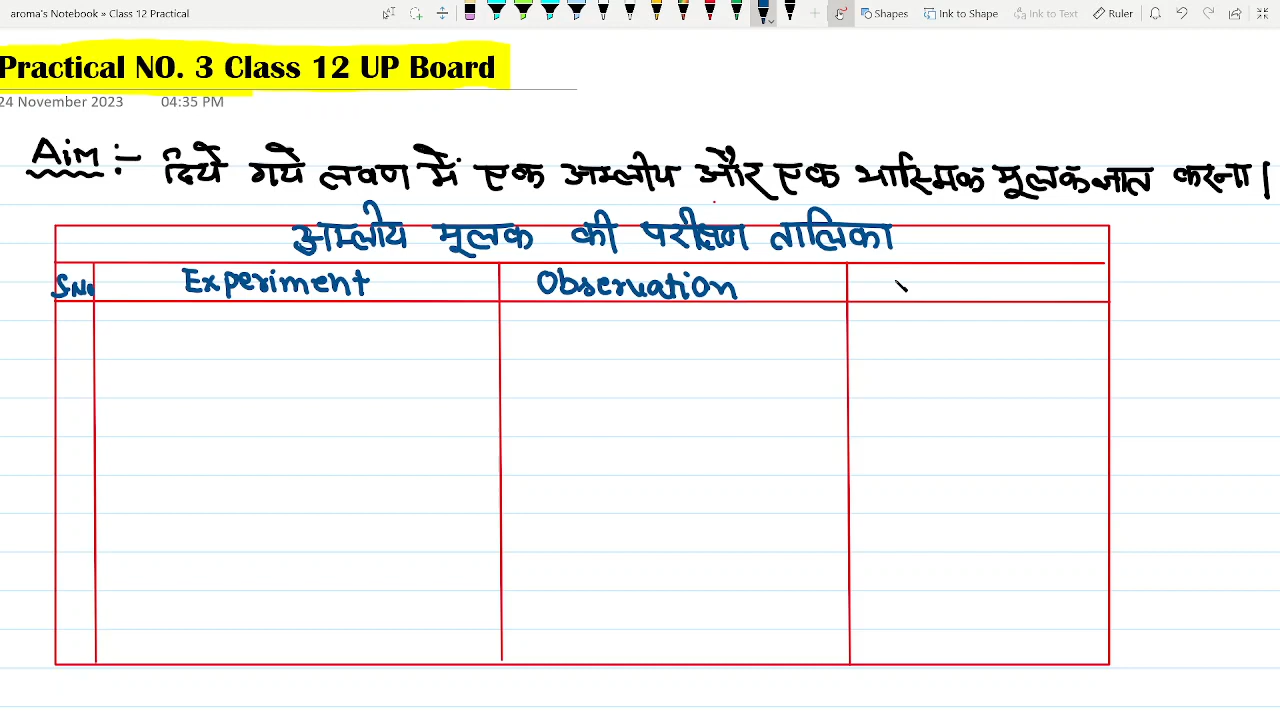 aroma's Notebook » Class 12 Practical
Shapes Ink to Shape Ink to Text Ruler
Practical NO. 3 Class 12 UP Board
24 November 2023 04:35 PM
Aim :- दिये गये लवण में एक अम्लीय और एक भास्मिक मूलक ज्ञात करना।
अम्लीय मूलक की परीक्षण तालिका
S.No Experiment Observation